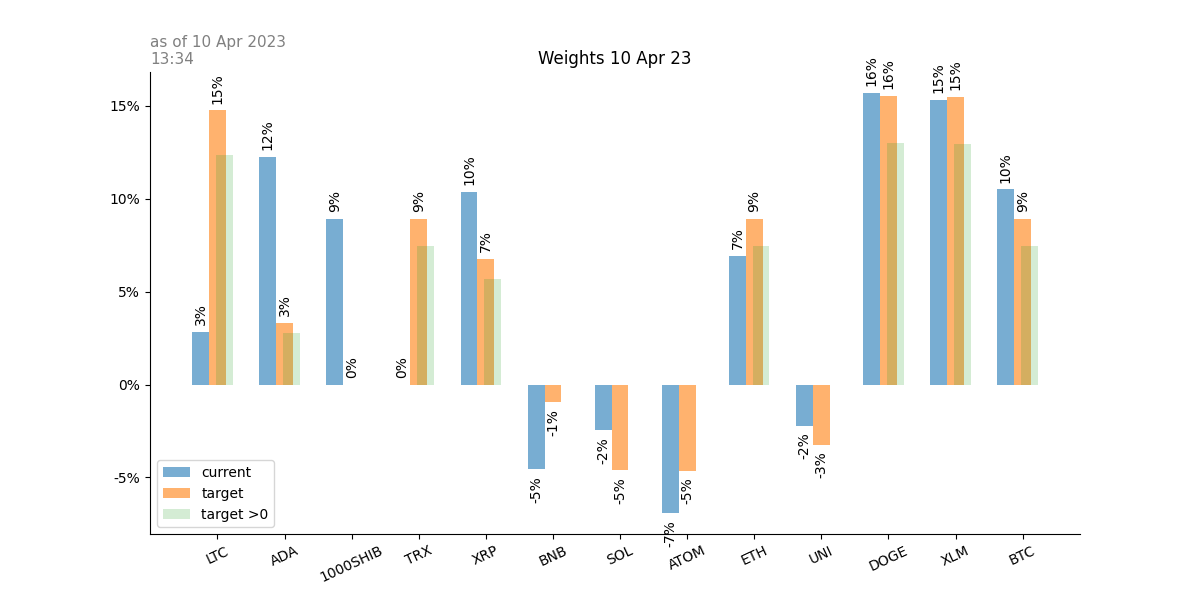 as of 10 Apr 2023
13:34
Weights 10 Apr 23
15%
10%
5%
0%
-5%
3%
15%
12%
3%
9%
0%
0%
9%
10%
7%
-5%
-1%
-2%
-5%
-7%
-5%
7%
9%
-2%
-3%
16%
16%
15%
15%
10%
9%
current
target
target >0
LTC
ADA
1000SHIB
TRX
XRP
BNB
SOL
ATOM
ETH
UNI
DOGE
XLM
BTC